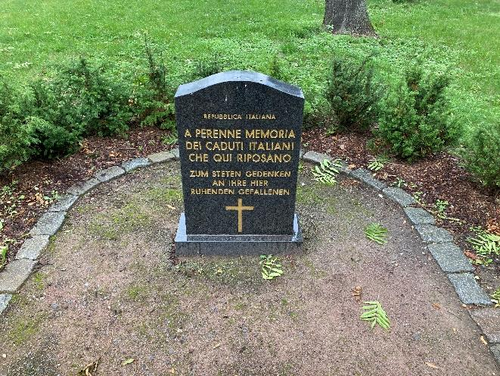 REPUBBLICA ITALIANA
A PERENNE MEMORIA
DEI CADUTI ITALIANI
CHE QUI RIPOSANO
ZUM STETEN GEDENKEN
AN IHRE HIER
RUHENDEN GEFALLENEN